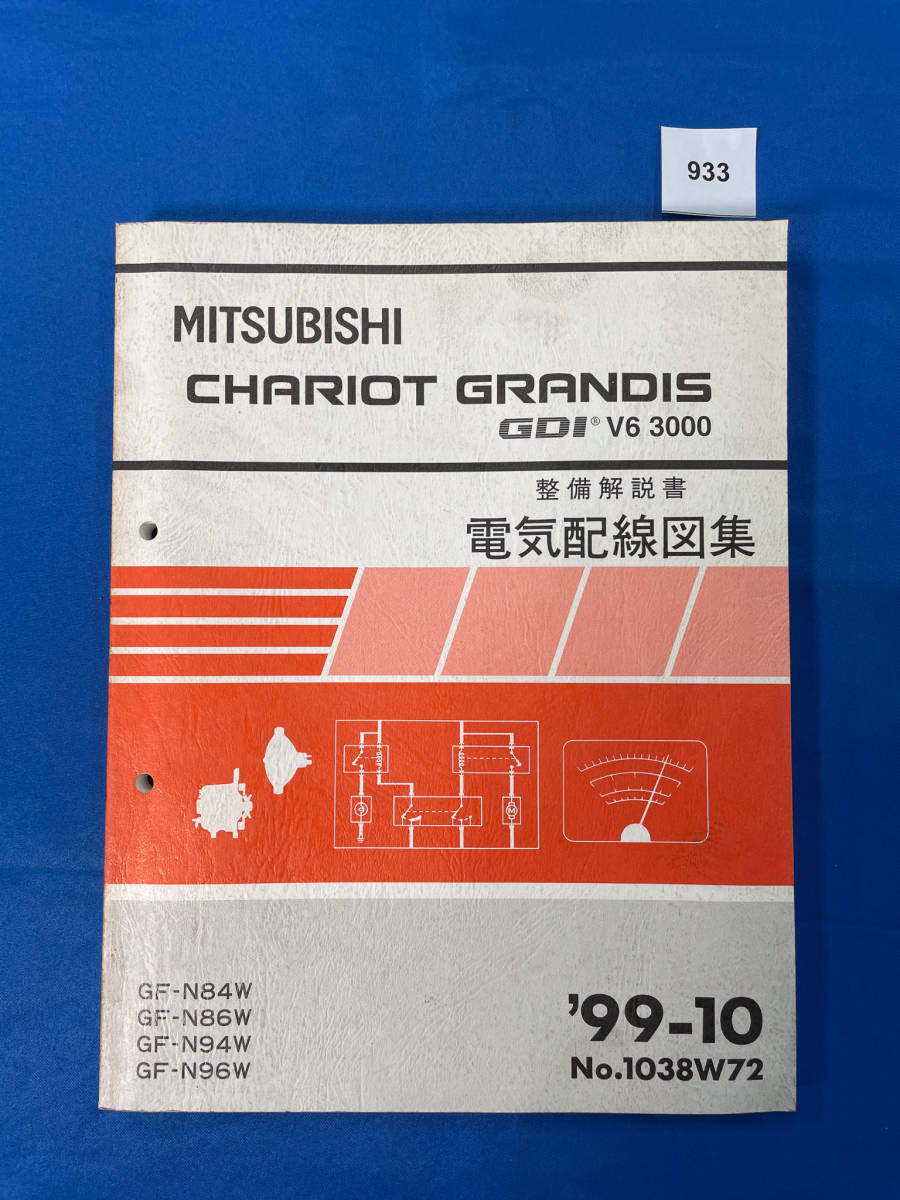 933
MITSUBISHI
CHARIOT GRANDIS
GDI® V6 3000
整備解説書
電気配線図集
M
GF-N84W
GF-N86W
GF-N94W
GF-N96W
'99-10
No.1038W72